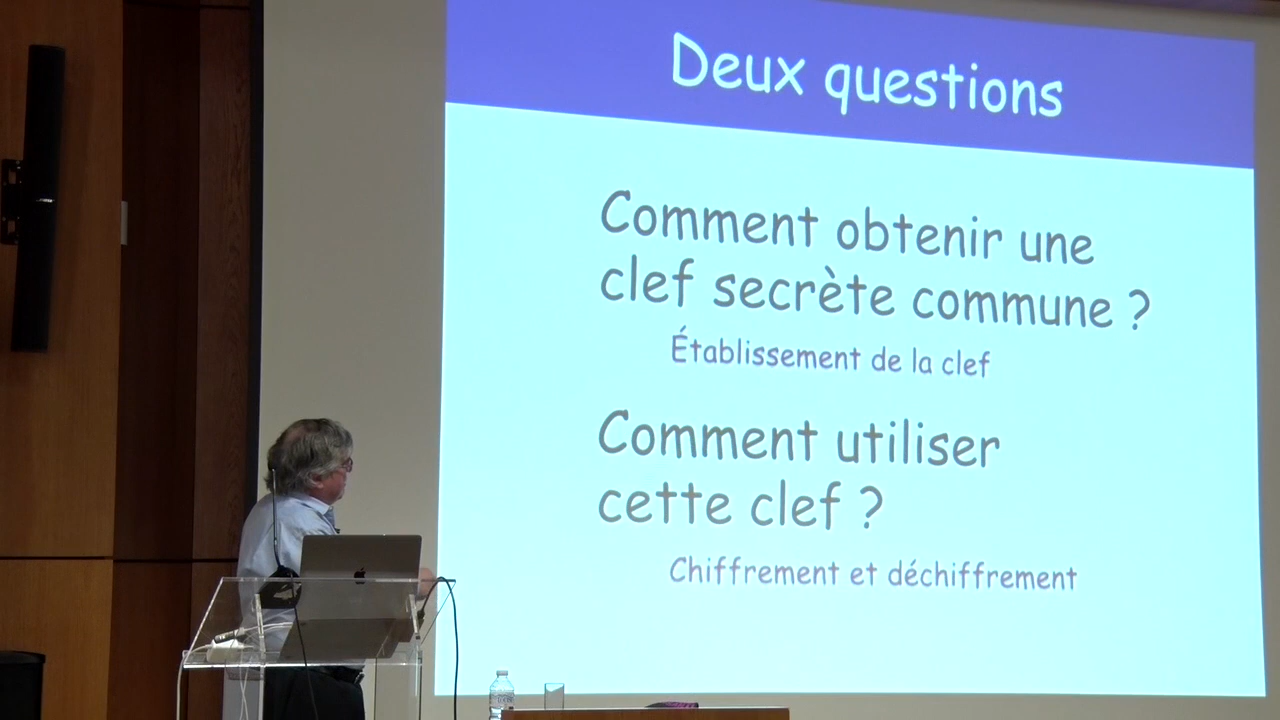 Deux questions
Comment obtenir une
clef secrète commune ?
Établissement de la clef
Comment utiliser
cette clef ?
Chiffrement et déchiffrement